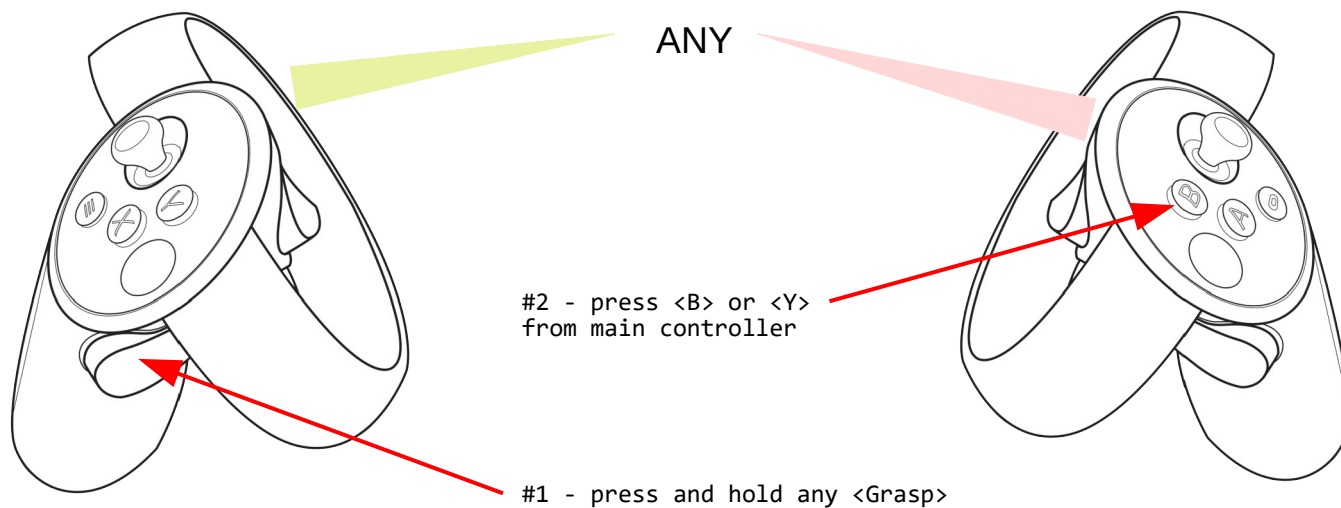 ANY
X
Y
B
A
#2 - press <B> or <Y>
from main controller
#1 - press and hold any <Grasp>